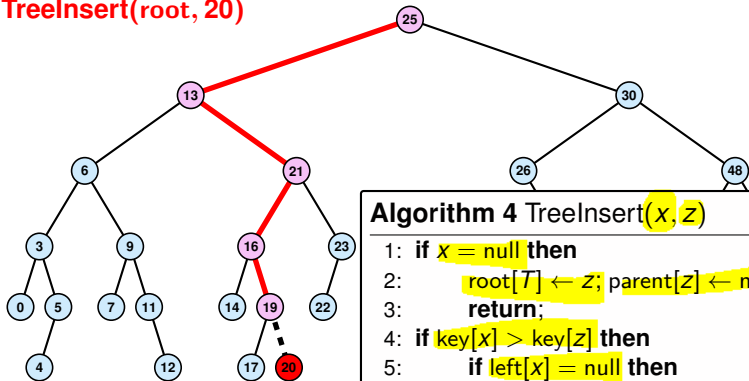 TreeInsert(root, 20)
25
13 30
6 21 26 48
3 9 16 23
0 5 7 11 14 19 22
4 12 17 20
Algorithm 4 TreeInsert(x, z)
1: if x = null then
2: root[T] ← z; parent[z] ←
3: return;
4: if key[x] > key[z] then
5: if left[x] = null then